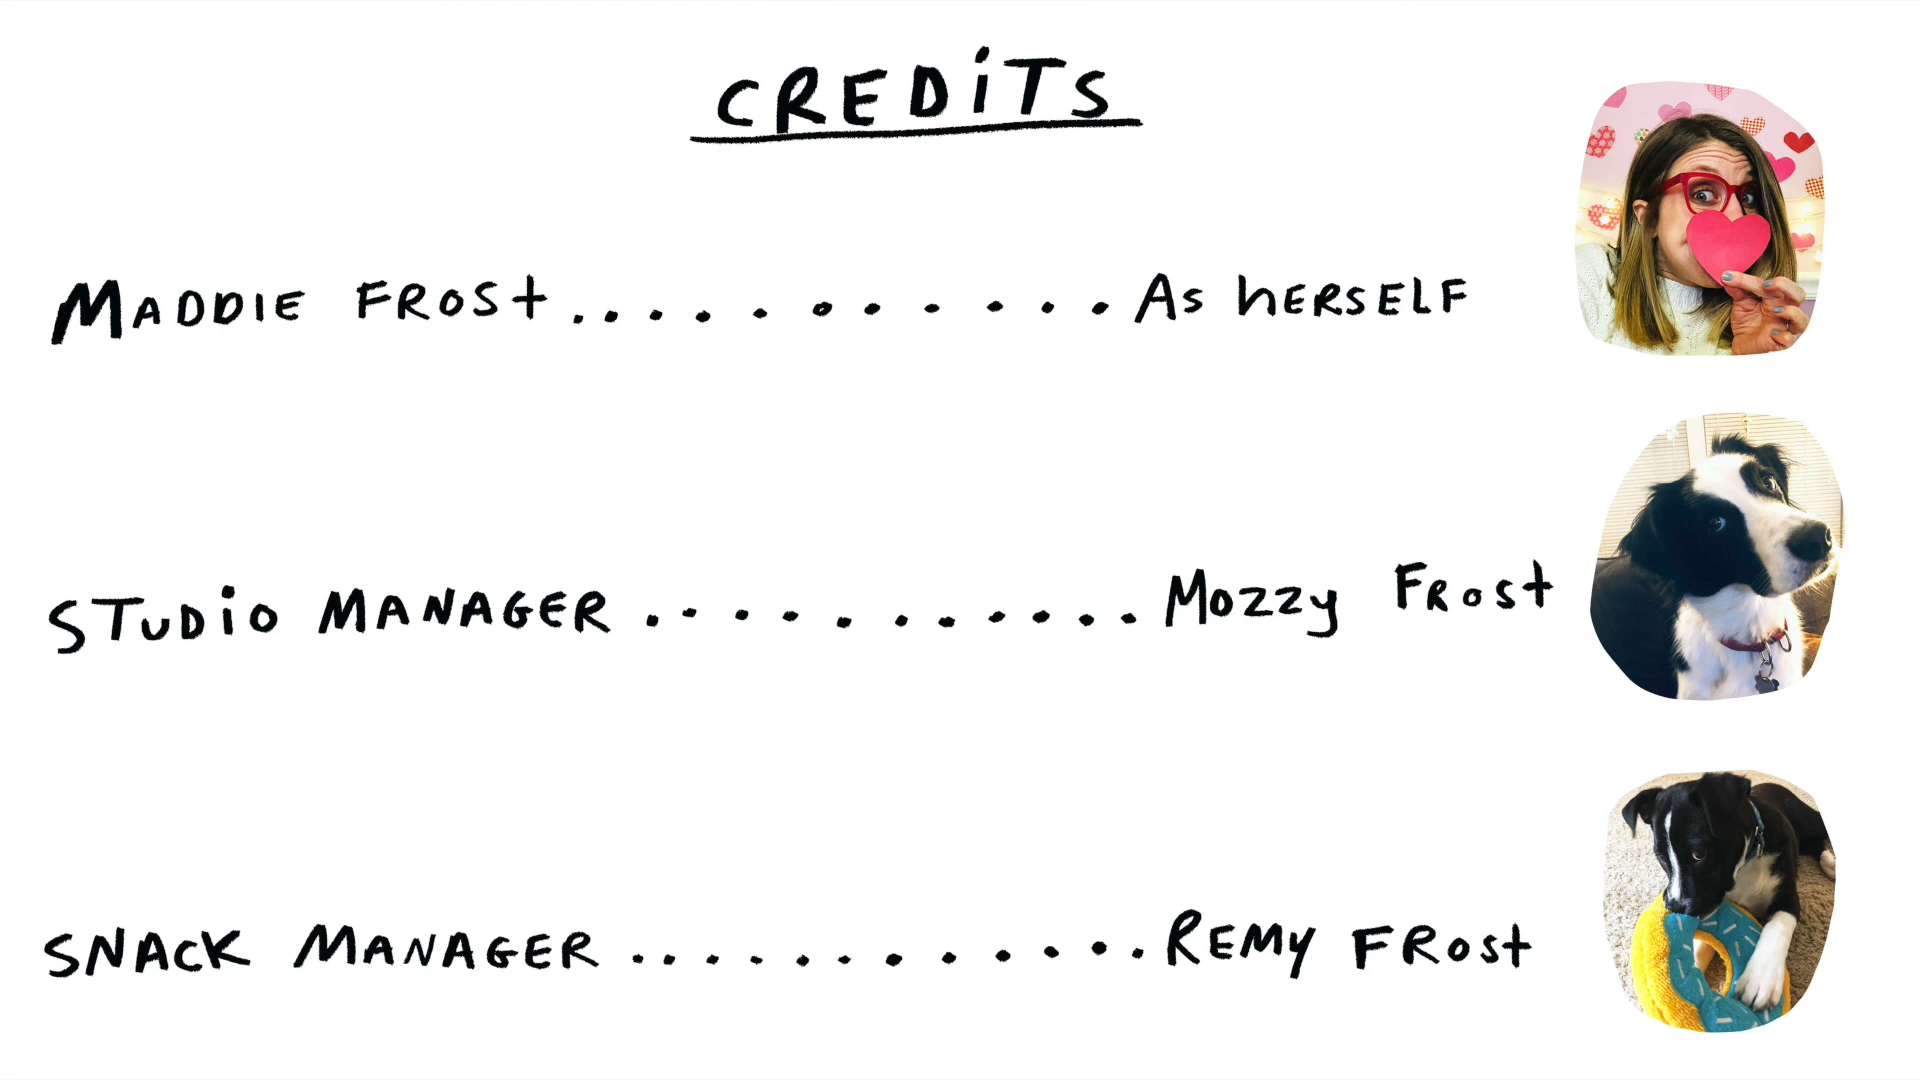 CREDiTS
MADDIE FROSt............As hERSELF
STUDiO MANAGER ........... Mozzy FRost
SNACK MANAGER ............ REMy FRost